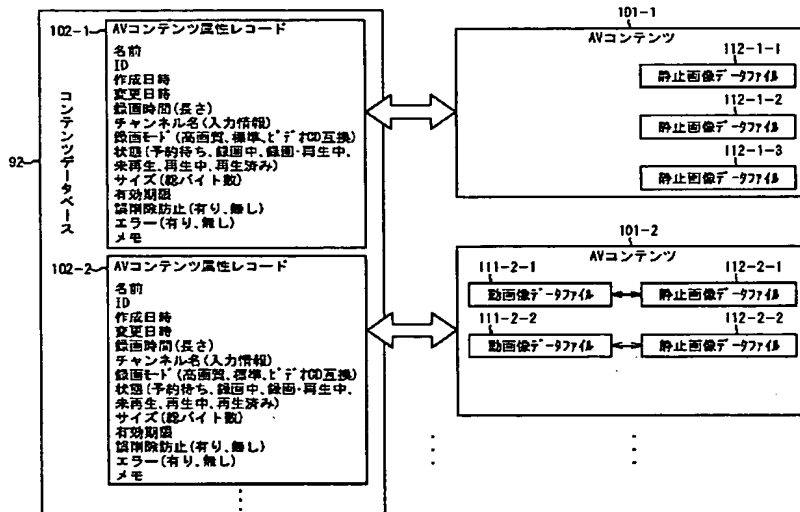 92
コンテンツデータベース
102-1
AVコンテンツ属性レコード
名前
ID
作成日時
変更日時
録画時間(長さ)
チャンネル名(入力情報)
録画モード(高画質、標準、ビデオCD互換)
状態(予約待ち、録画中、録画・再生中、
未再生、再生中、再生済み)
サイズ(総バイト数)
有効期限
誤削除防止(有り、無し)
エラー(有り、無し)
メモ
102-2
AVコンテンツ属性レコード
名前
ID
作成日時
変更日時
録画時間(長さ)
チャンネル名(入力情報)
録画モード(高画質、標準、ビデオCD互換)
状態(予約待ち、録画中、録画・再生中、
未再生、再生中、再生済み)
サイズ(総バイト数)
有効期限
誤削除防止(有り、無し)
エラー(有り、無し)
メモ
101-1
AVコンテンツ
112-1-1
静止画像データファイル
112-1-2
静止画像データファイル
112-1-3
静止画像データファイル
101-2
AVコンテンツ
111-2-1
動画像データファイル
112-2-1
静止画像データファイル
111-2-2
動画像データファイル
112-2-2
静止画像データファイル